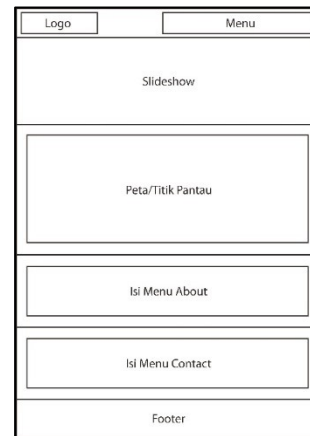 Logo
Menu
Slideshow
Peta/Titik Pantau
Isi Menu About
Isi Menu Contact
Footer